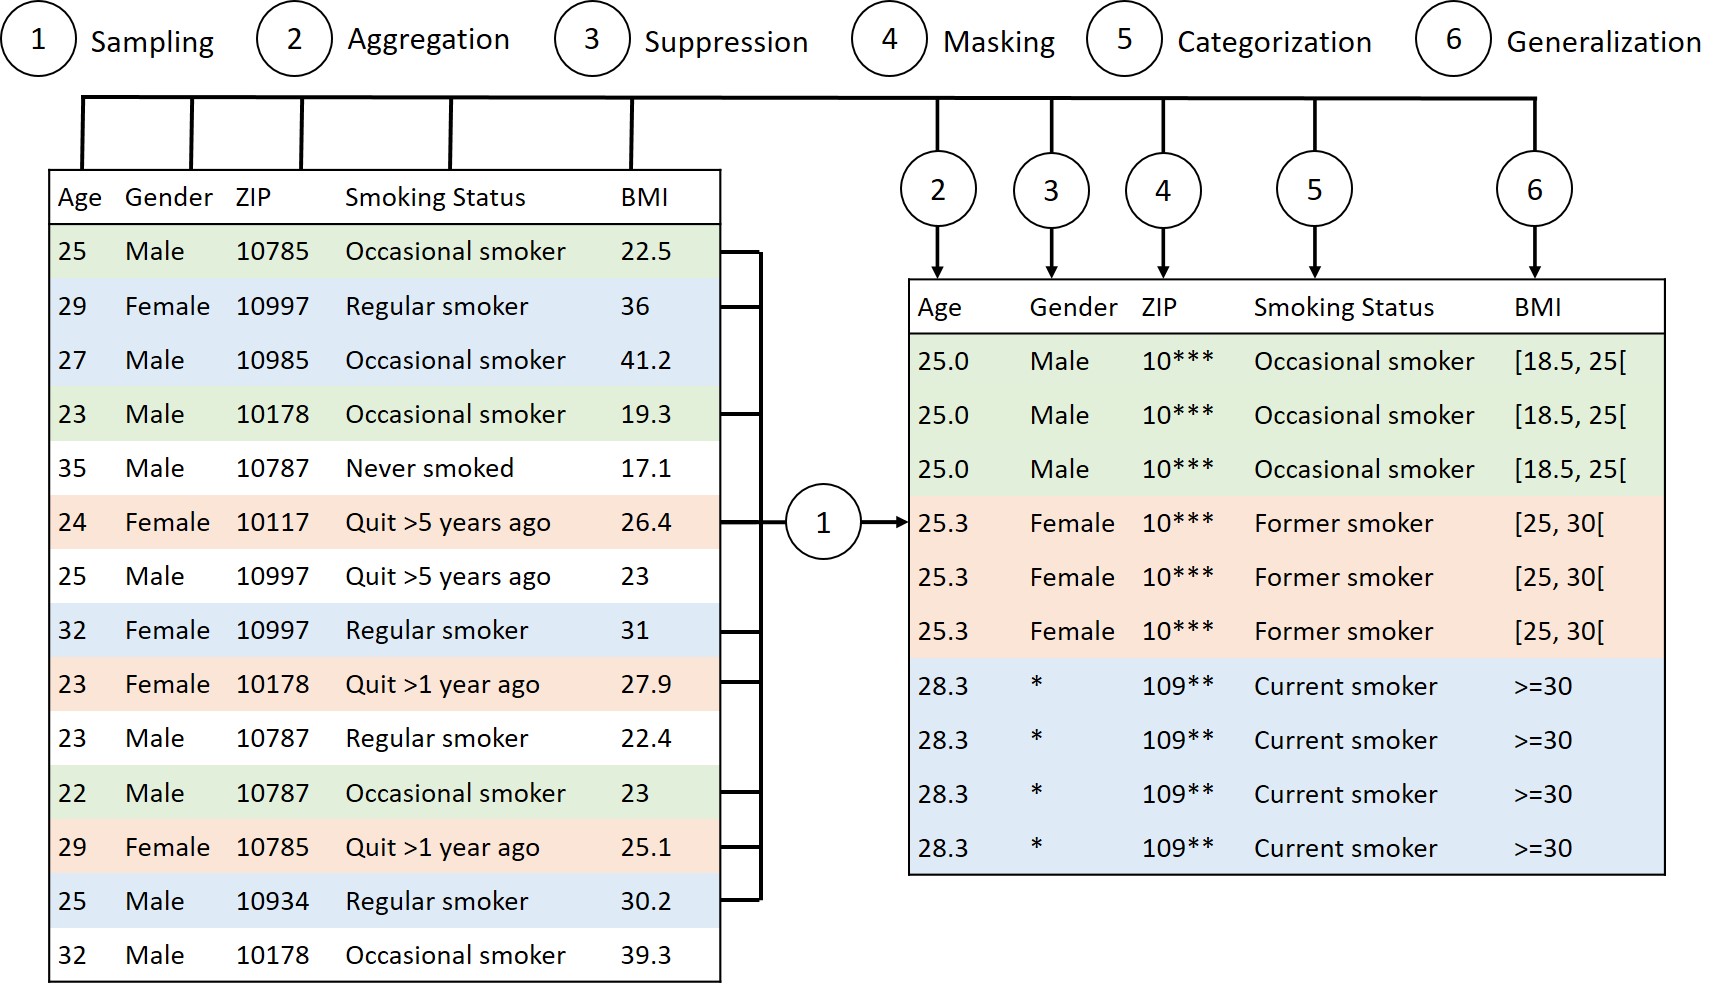 1 Sampling 2 Aggregation 3 Suppression 4 Masking 5 Categorization 6 Generalization
2 3 4 5 6
Age Gender ZIP Smoking Status BMI
25 Male 10785 Occasional smoker 22.5
29 Female 10997 Regular smoker 36
27 Male 10985 Occasional smoker 41.2
23 Male 10178 Occasional smoker 19.3
35 Male 10787 Never smoked 17.1
24 Female 10117 Quit >5 years ago 26.4
25 Male 10997 Quit >5 years ago 23
32 Female 10997 Regular smoker 31
23 Female 10178 Quit >1 year ago 27.9
23 Male 10787 Regular smoker 22.4
22 Male 10787 Occasional smoker 23
29 Female 10785 Quit >1 year ago 25.1
25 Male 10934 Regular smoker 30.2
32 Male 10178 Occasional smoker 39.3
1
Age Gender ZIP Smoking Status BMI
25.0 Male 10*** Occasional smoker [18.5, 25[
25.0 Male 10*** Occasional smoker [18.5, 25[
25.0 Male 10*** Occasional smoker [18.5, 25[
25.3 Female 10*** Former smoker [25, 30[
25.3 Female 10*** Former smoker [25, 30[
25.3 Female 10*** Former smoker [25, 30[
28.3 * 109** Current smoker >=30
28.3 * 109** Current smoker >=30
28.3 * 109** Current smoker >=30
28.3 * 109** Current smoker >=30